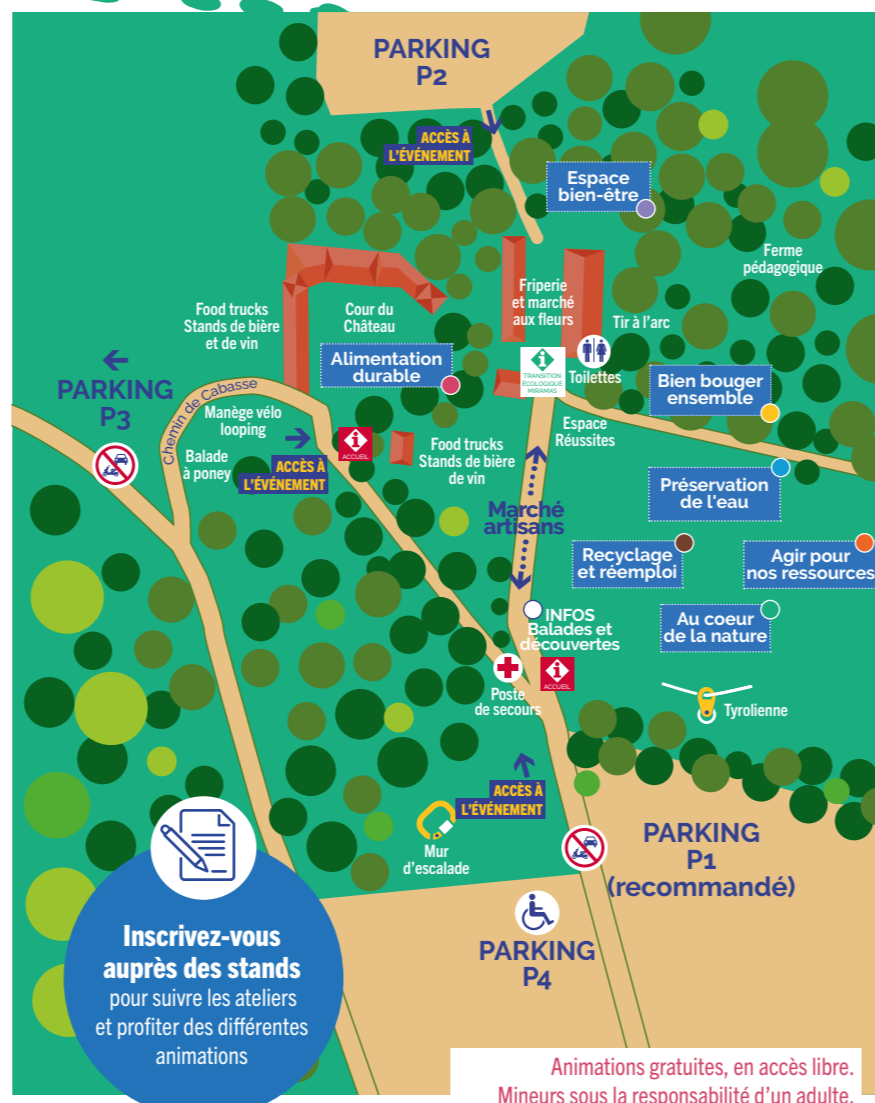 PARKING
P2
ACCÈS À
L'ÉVÉNEMENT
Espace
bien-être
Ferme
pédagogique
Friperie
et marché
aux fleurs
Tir à l'arc
Food trucks
Stands de bière
et de vin
Cour du
Château
Alimentation
durable
i
TRANSITION
ÉCOLOGIQUE
MIRAMAS
Toilettes
Bien bouger
ensemble
PARKING
P3
Chemin de Cabasse
Manège vélo
looping
Balade
à poney
ACCÈS À
L'ÉVÉNEMENT
i
ACCUEIL
Food trucks
Stands de bière
de vin
Espace
Réussites
Marché
artisans
Préservation
de l'eau
Recyclage
et réemploi
Agir pour
nos ressources
INFOS
Balades et
découvertes
Au coeur
de la nature
Poste
de secours
i
ACCUEIL
Tyrolienne
ACCÈS À
L'ÉVÉNEMENT
Mur
d'escalade
PARKING
P1
(recommandé)
PARKING
P4
Inscrivez-vous
auprès des stands
pour suivre les ateliers
et profiter des différentes
animations
Animations gratuites, en accès libre.
Mineurs sous la responsabilité d'un adulte.